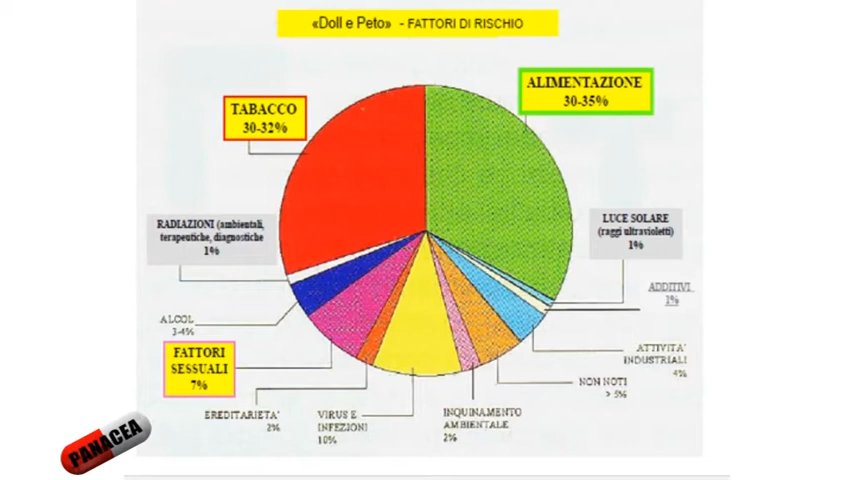 «Doll e Peto» - FATTORI DI RISCHIO
ALIMENTAZIONE
30-35%
TABACCO
30-32%
RADIAZIONI (ambientali,
terapeutiche, diagnostiche
1%
LUCE SOLARE
(raggi ultravioletti)
1%
ADDITIVI
1%
ALCOL
3-4%
ATTIVITA'
INDUSTRIALI
4%
FATTORI
SESSUALI
7%
NON NOTI
> 5%
EREDITARIETA'
2%
VIRUS E
INFEZIONI
10%
INQUINAMENTO
AMBIENTALE
2%
PANACEA